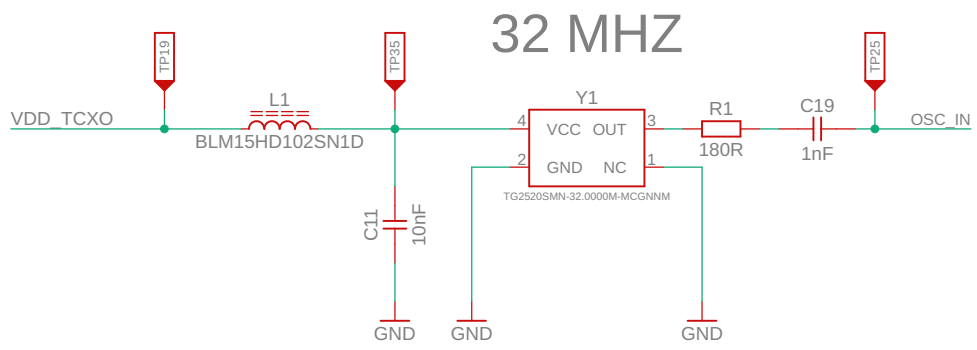 32 MHZ
TP19
TP35
TP25
VDD_TCXO
L1
BLM15HD102SN1D
Y1
4
VCC
OUT
3
2
GND
NC
1
TG2520SMN-32.0000M-MCGNNM
R1
180R
C19
1nF
OSC_IN
C11
10nF
GND
GND
GND